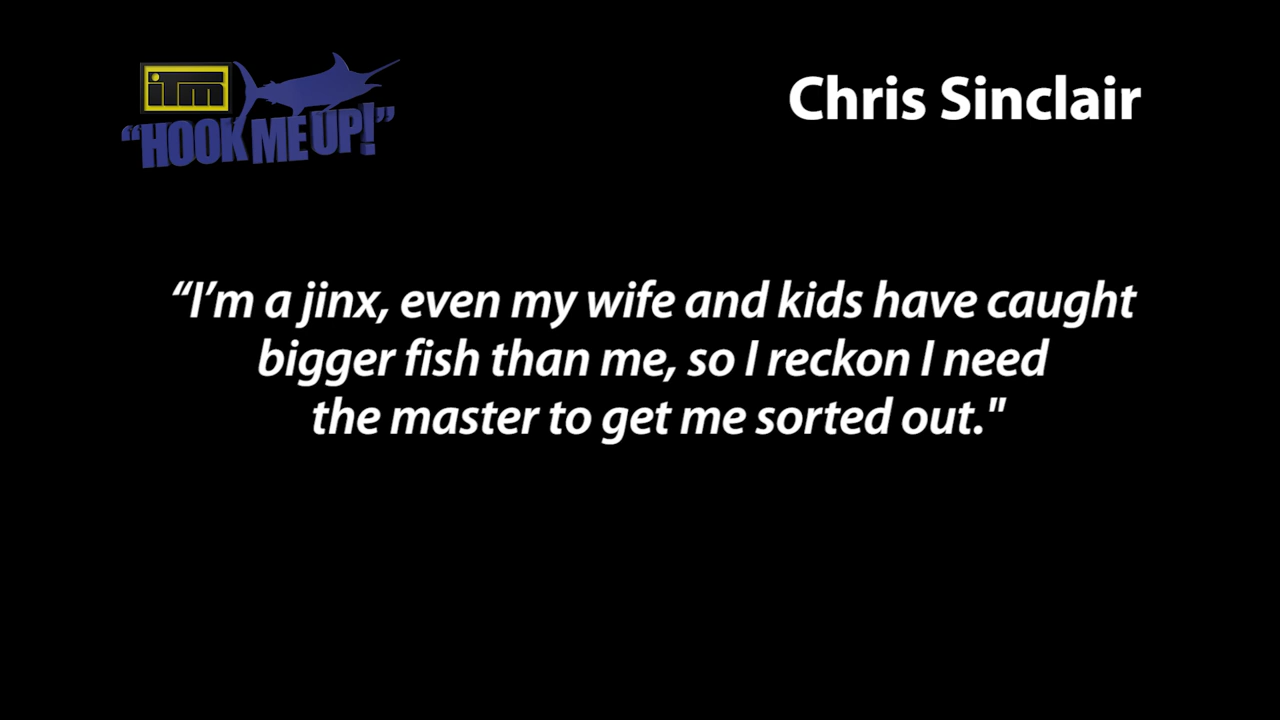 iTm
“HOOK ME UP!”
Chris Sinclair
“I’m a jinx, even my wife and kids have caught
bigger fish than me, so I reckon I need
the master to get me sorted out."